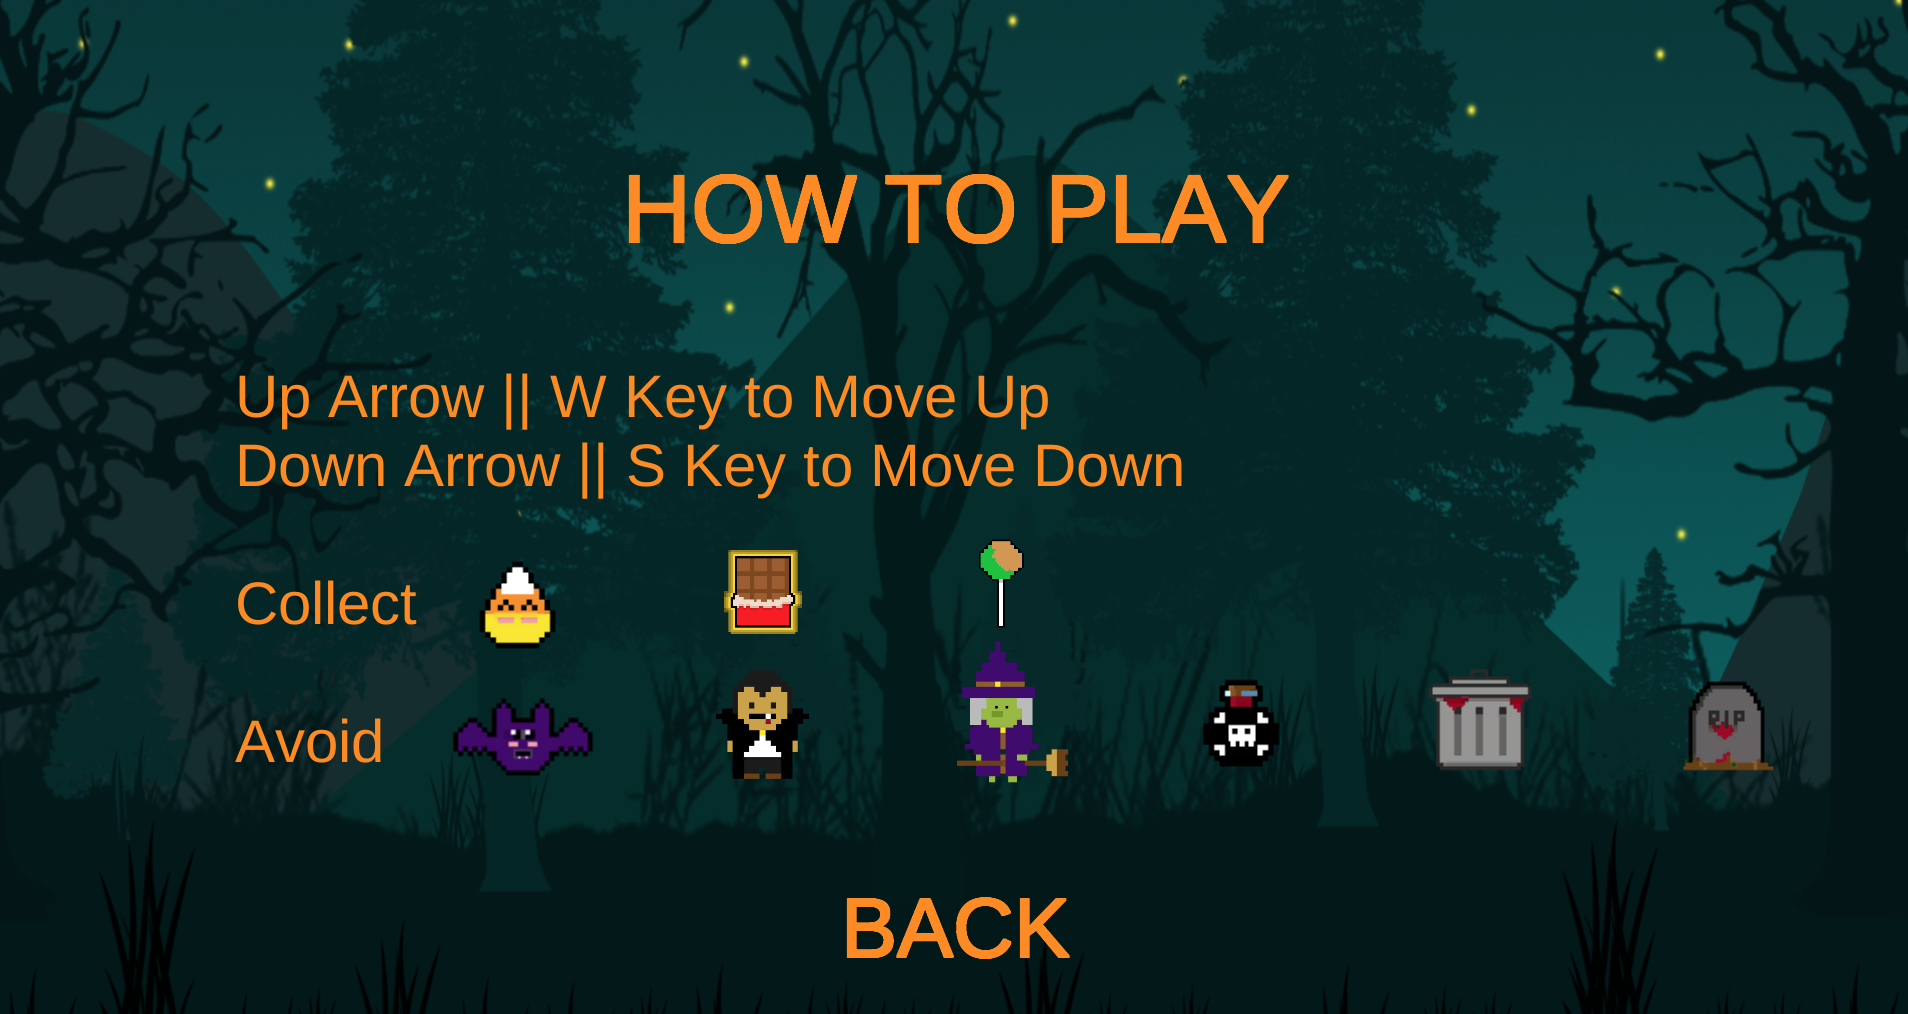 HOW TO PLAY
Up Arrow || W Key to Move Up
Down Arrow || S Key to Move Down
Collect
Avoid
RIP
BACK